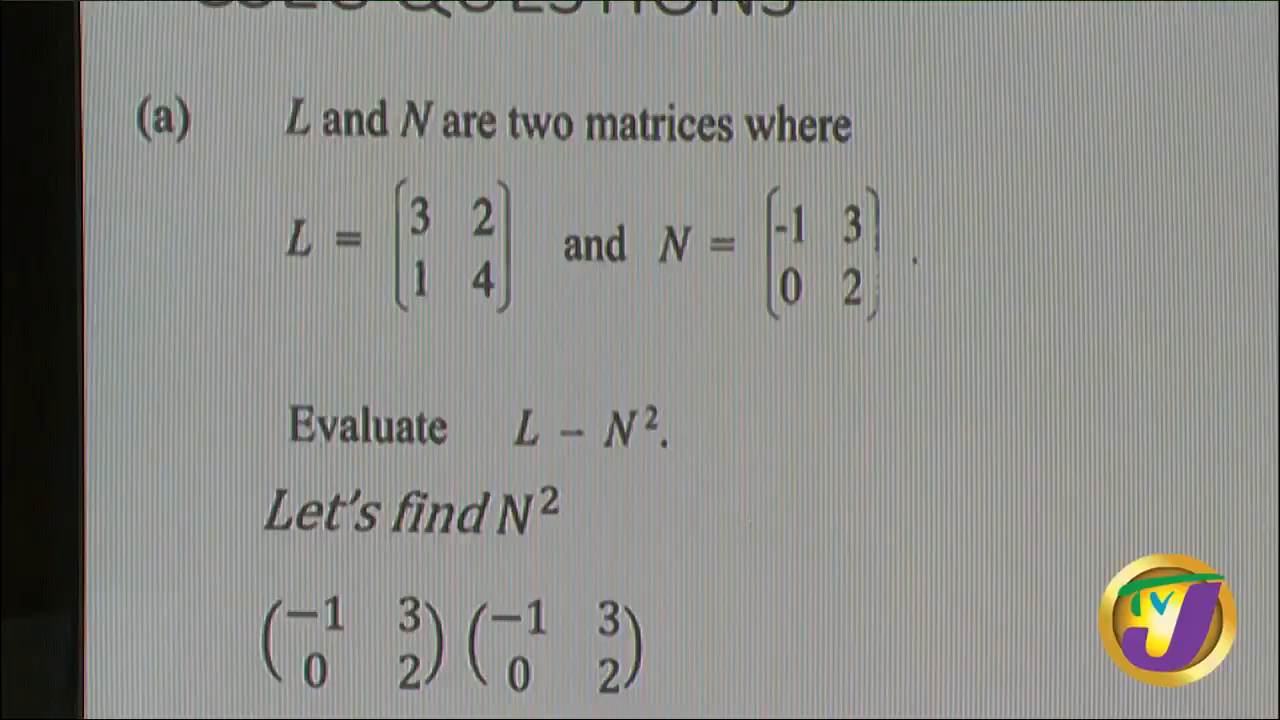 (a) L and N are two matrices where
L = [3 2; 1 4] and N = [-1 3; 0 2] .
Evaluate L - N².
Let's find N²
(-1 3; 0 2) (-1 3; 0 2)
TVJ